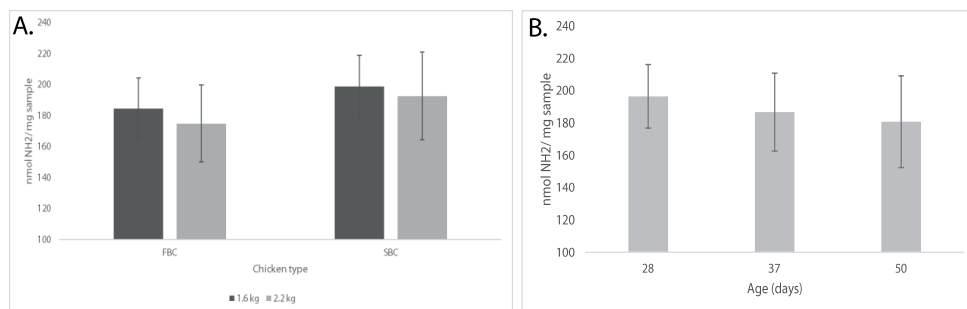 A.
240
220
200
180
160
140
120
100
nmol NH2/ mg sample
FBC
SBC
Chicken type
1.6 kg
2.2 kg
B.
240
220
200
180
160
140
120
100
nmol NH2/ mg sample
28
37
50
Age (days)